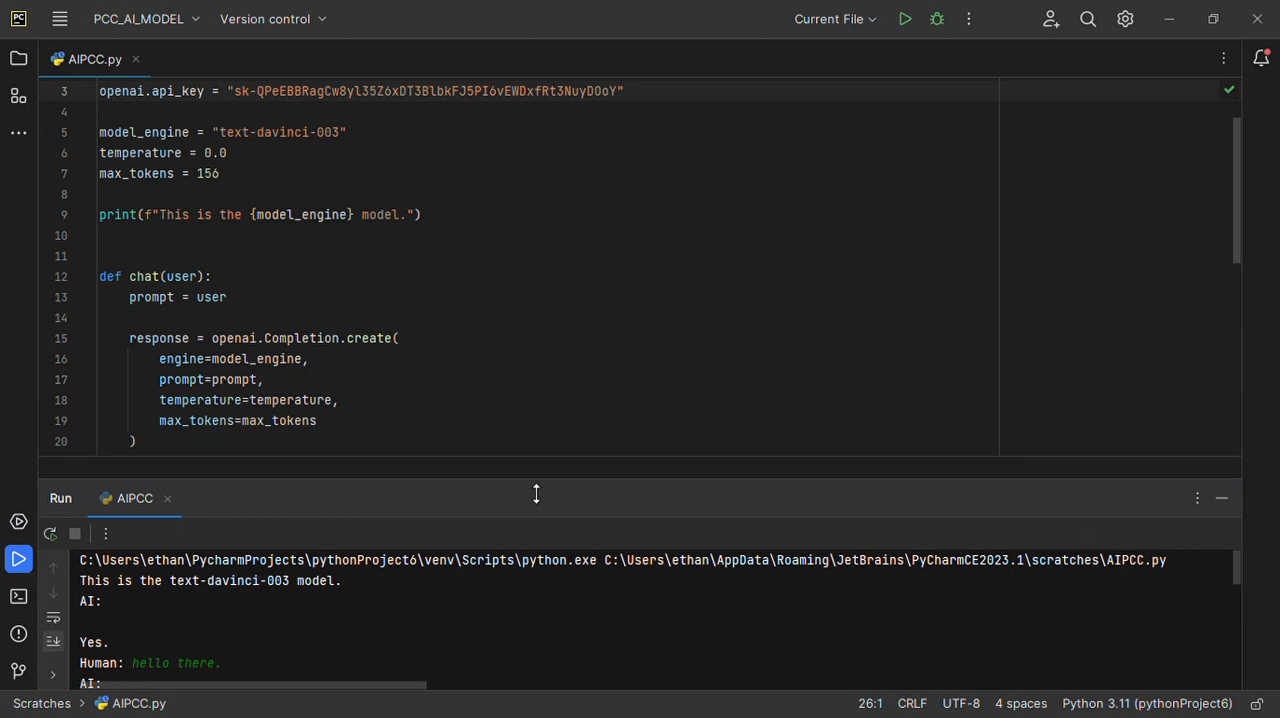 PC PCC_AI_MODEL Version control Current File
AIPCC.py
3 openai.api_key = "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"
4
5 model_engine = "text-davinci-003"
6 temperature = 0.0
7 max_tokens = 156
8
9 print(f"This is the {model_engine} model.")
10
11
12 def chat(user):
13 prompt = user
14
15 response = openai.Completion.create(
16 engine=model_engine,
17 prompt=prompt,
18 temperature=temperature,
19 max_tokens=max_tokens
20 )
Run AIPCC
C:\Users\ethan\PycharmProjects\pythonProject6\venv\Scripts\python.exe C:\Users\ethan\AppData\Roaming\JetBrains\PyCharmCE2023.1\scratches\AIPCC.py
This is the text-davinci-003 model.
AI:
Yes.
Human: hello there.
AI:
Scratches > AIPCC.py 26:1 CRLF UTF-8 4 spaces Python 3.11 (pythonProject6)